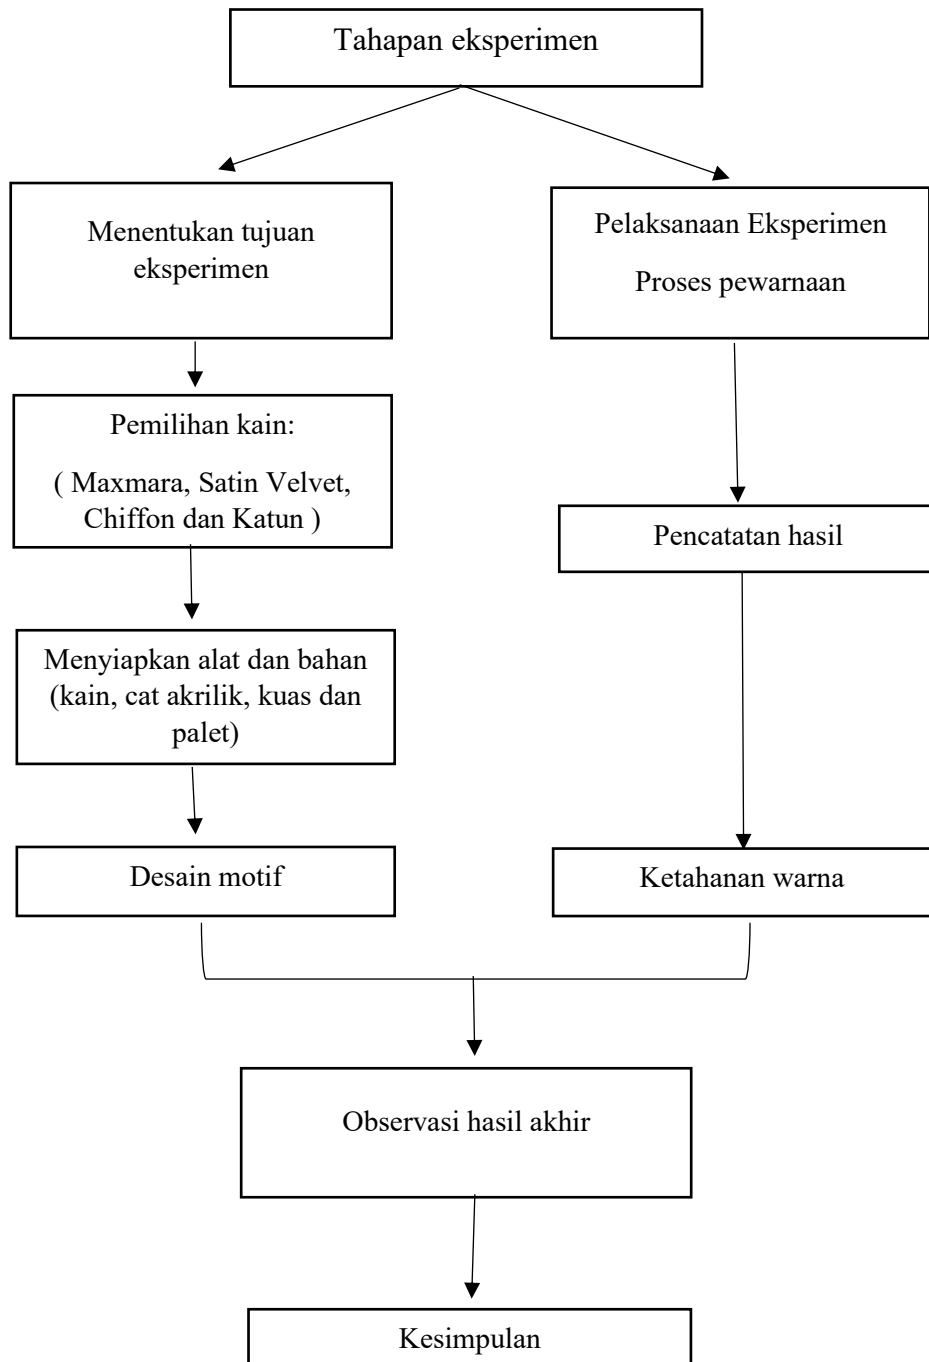 Tahapan eksperimen
Menentukan tujuan
eksperimen
Pelaksanaan Eksperimen
Proses pewarnaan
Pemilihan kain:
( Maxmara, Satin Velvet,
Chiffon dan Katun )
Pencatatan hasil
Menyiapkan alat dan bahan
(kain, cat akrilik, kuas dan
palet)
Desain motif
Ketahanan warna
Observasi hasil akhir
Kesimpulan